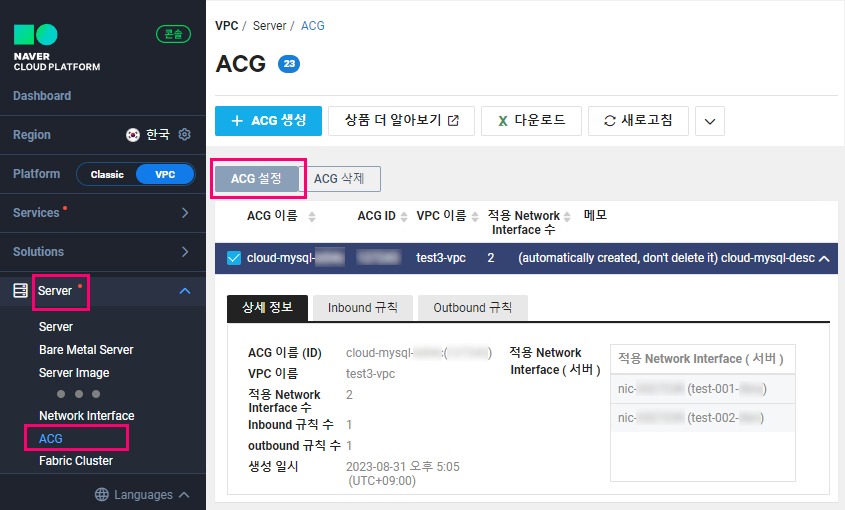 콘솔
NAVER
CLOUD PLATFORM
Dashboard
Region 한국
Platform Classic VPC
Services
Solutions
Server
Server
Bare Metal Server
Server Image
Network Interface
ACG
Fabric Cluster
Languages
VPC / Server / ACG
ACG 23
+ ACG 생성 상품 더 알아보기 X 다운로드 새로고침
ACG 설정 ACG 삭제
ACG 이름 ACG ID VPC 이름 적용 Network 메모
Interface 수
cloud-mysql- test3-vpc 2 (automatically created, don't delete it) cloud-mysql-desc
상세 정보 Inbound 규칙 Outbound 규칙
ACG 이름 (ID) cloud-mysql- :( )
VPC 이름 test3-vpc
적용 Network 2
Interface 수
Inbound 규칙 수 1
outbound 규칙 수 1
생성 일시 2023-08-31 오후 5:05
(UTC+09:00)
적용 Network
Interface ( 서버 )
적용 Network Interface ( 서버 )
nic- (test-001- )
nic- (test-002- )